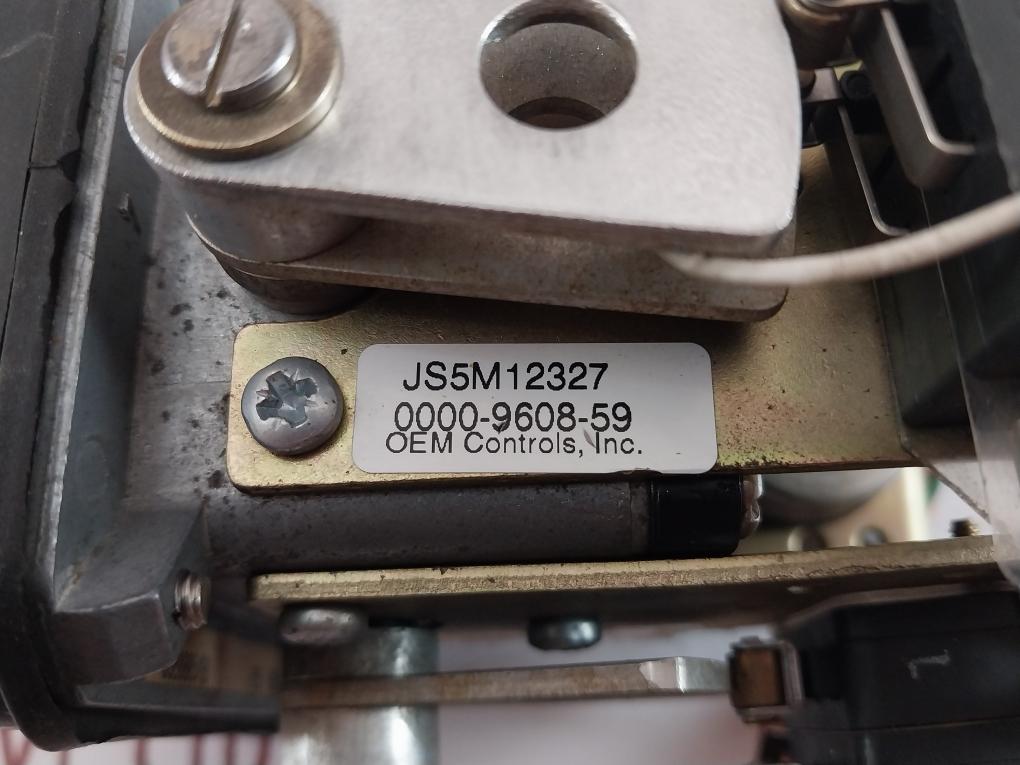 JS5M12327
0000-9608-59
OEM Controls, Inc.